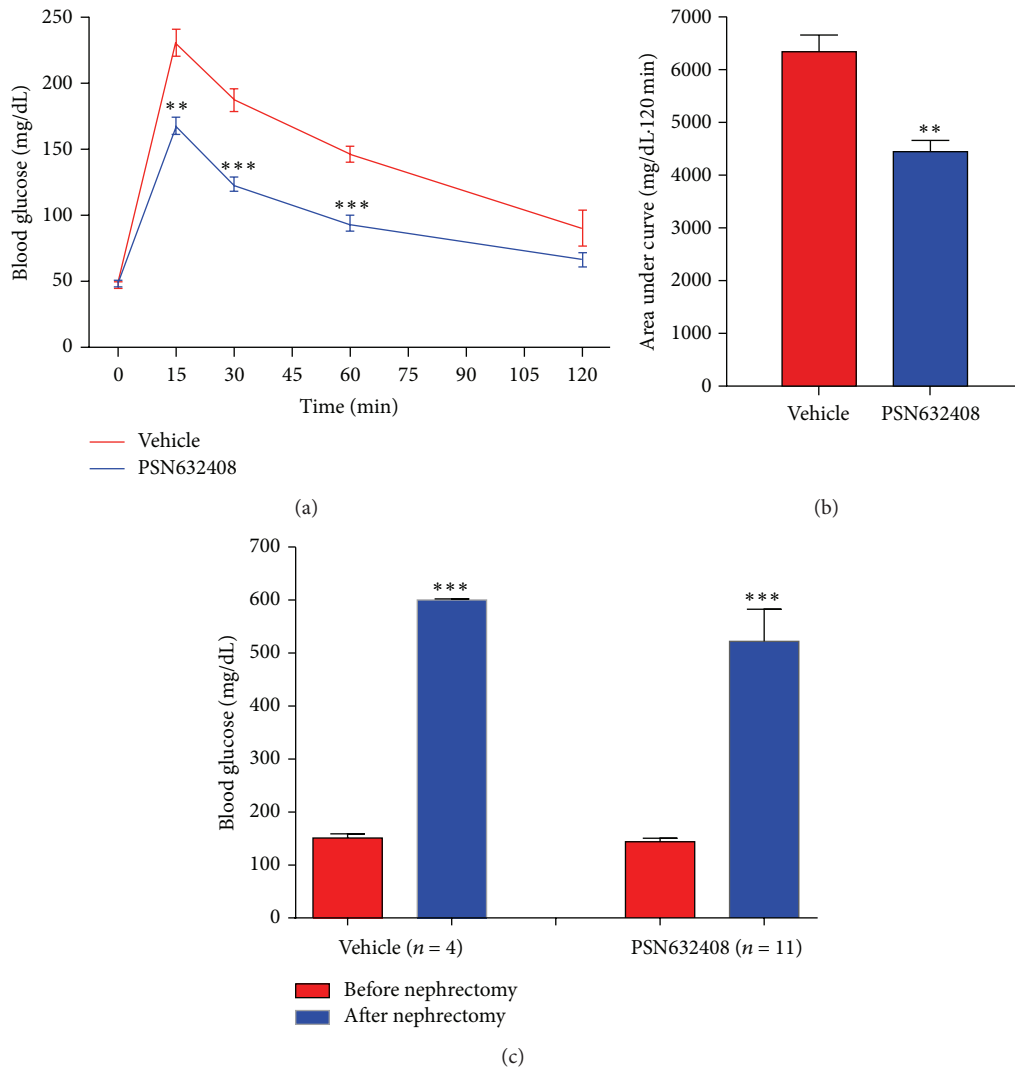 250
200
150
100
50
0
Blood glucose (mg/dL)
**
***
***
0 15 30 45 60 75 90 105 120
Time (min)
Vehicle
PSN632408
(a)
7000
6000
5000
4000
3000
2000
1000
0
Area under curve (mg/dL·120 min)
**
Vehicle PSN632408
(b)
700
600
500
400
300
200
100
0
Blood glucose (mg/dL)
***
***
Vehicle (n = 4) PSN632408 (n = 11)
Before nephrectomy
After nephrectomy
(c)